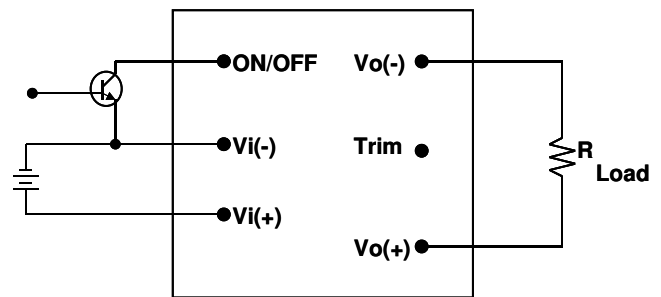 ON/OFF
Vo(-)
Vi(-)
Trim
R
Load
Vi(+)
Vo(+)